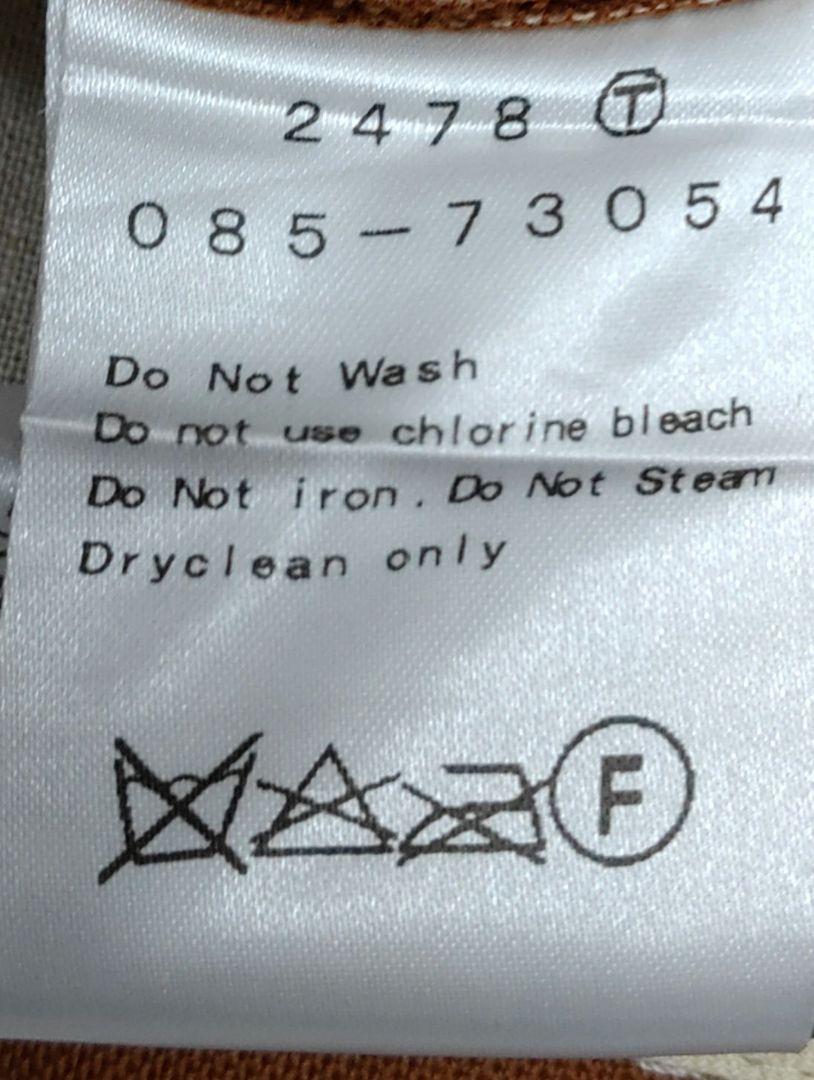 2478 Ⓣ
085-73054
Do Not Wash
Do not use chlorine bleach
Do Not iron. Do Not Steam
Dryclean only
F